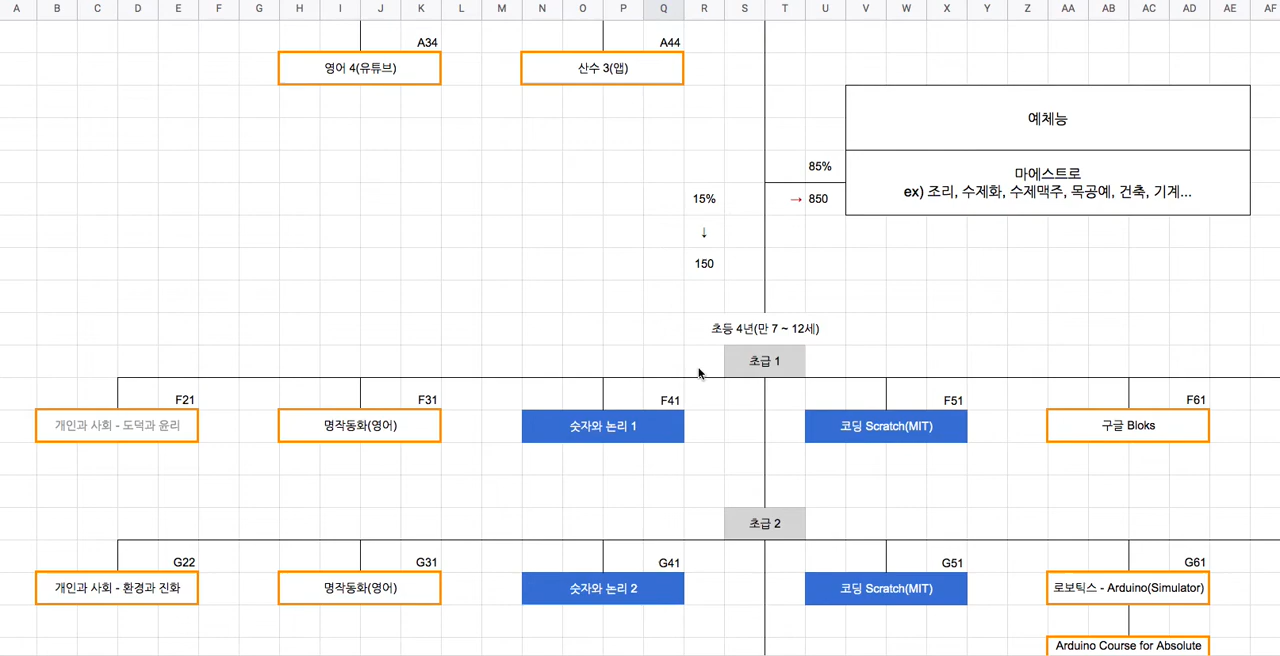 A B C D E F G H I J K L M N O P Q R S T U V W X Y Z AA AB AC AD AE AF
A34 A44
영어 4(유튜브) 산수 3(앱)
예체능
85%
마에스트로
15% → 850 ex) 조리, 수제화, 수제맥주, 목공예, 건축, 기계...
↓
150
초등 4년(만 7 ~ 12세)
초급 1
F21 F31 F41 F51 F61
개인과 사회 - 도덕과 윤리 명작동화(영어) 숫자와 논리 1 코딩 Scratch(MIT) 구글 Bloks
초급 2
G22 G31 G41 G51 G61
개인과 사회 - 환경과 진화 명작동화(영어) 숫자와 논리 2 코딩 Scratch(MIT) 로보틱스 - Arduino(Simulator)
Arduino Course for Absolute